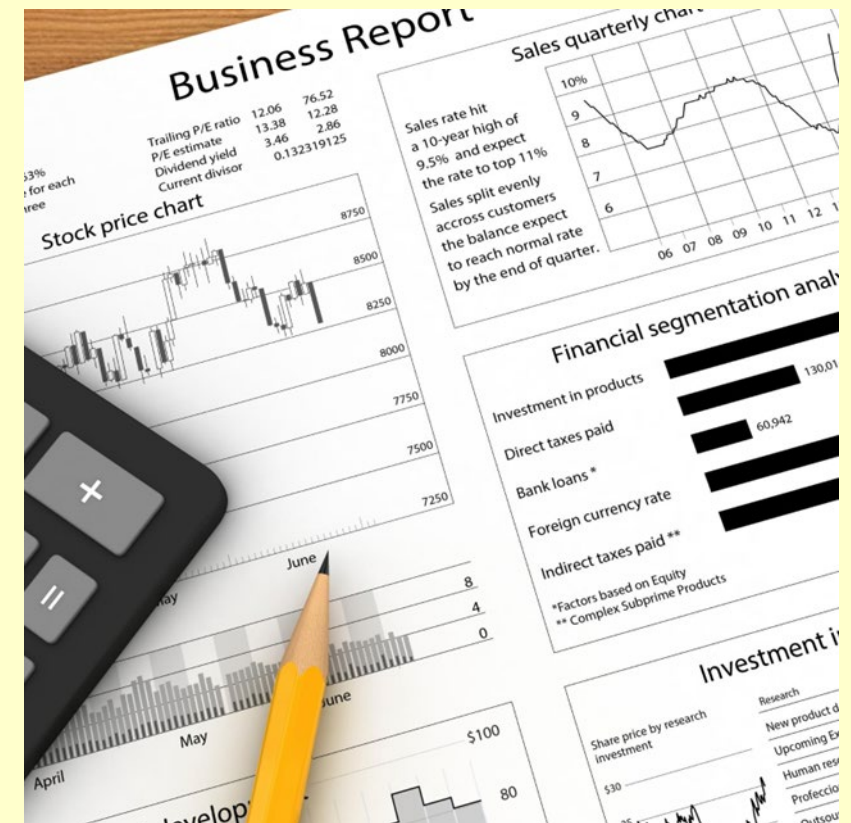 Business Report
Trailing P/E ratio 12.06 76.52
P/E estimate 13.38 12.28
Dividend yield 3.46 2.86
Current divisor 0.132319125
53%
for each
Stock price chart
8750
8500
8250
8000
7750
7500
7250
June
8
4
0
April
May
$100
80
Sales quarterly chart
Sales rate hit
a 10-year high of
9.5% and expect
the rate to top 11%
Sales split evenly
accross customers
the balance expect
to reach normal rate
by the end of quarter.
10%
9
8
7
6
06 07 08 09 10 11 12
Financial segmentation
Investment in products
Direct taxes paid 130,01
Bank loans * 60,942
Foreign currency rate
Indirect taxes paid **
*Factors based on Equity
** Complex Subprime Products
Investment
Share price by research
investment
$30
Research
New product
Upcoming
Human
+
=